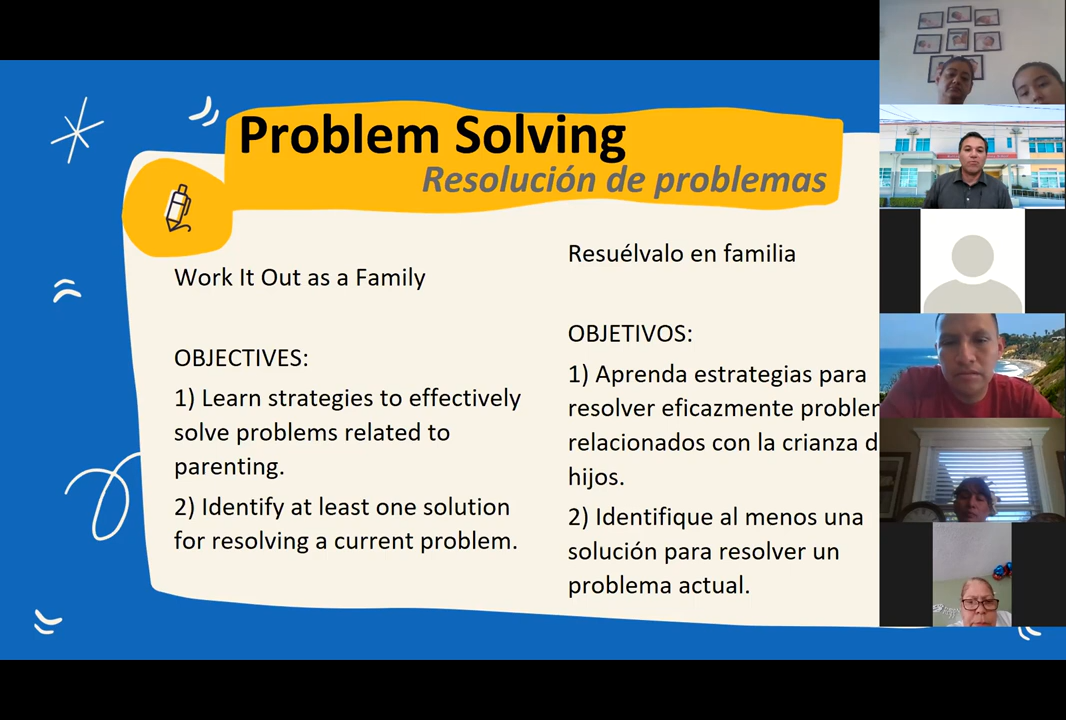 Problem Solving
Resolución de problemas
Work It Out as a Family
OBJECTIVES:
1) Learn strategies to effectively
solve problems related to
parenting.
2) Identify at least one solution
for resolving a current problem.
Resuélvalo en familia
OBJETIVOS:
1) Aprenda estrategias para
resolver eficazmente
relacionados con la crianza
hijos.
2) Identifique al menos una
solución para resolver un
problema actual.